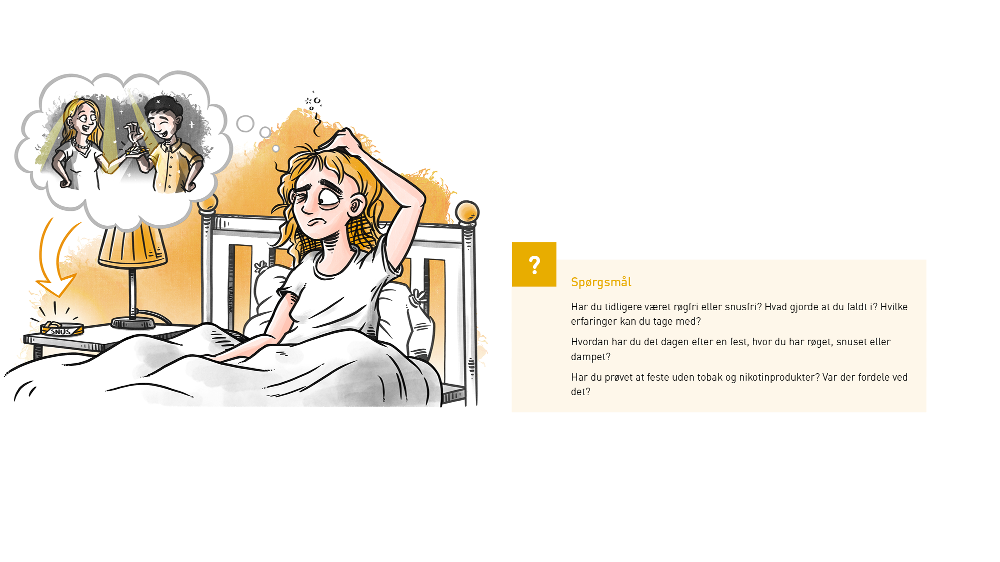 SNUS
?
Spørgsmål
Har du tidligere været røgfri eller snusfri? Hvad gjorde at du faldt i? Hvilke
erfaringer kan du tage med?
Hvordan har du det dagen efter en fest, hvor du har røget, snuset eller
dampet?
Har du prøvet at feste uden tobak og nikotinprodukter? Var der fordele ved
det?